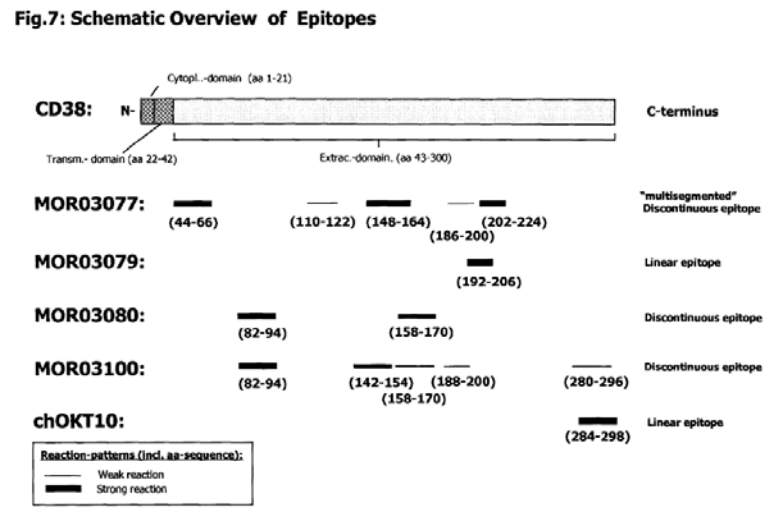 Fig.7: Schematic Overview of Epitopes
Cytopl..-domain (aa 1-21)
CD38: N- C-terminus
Transm.- domain (aa 22-42) Extrac.-domain. (aa 43-300)
MOR03077: "multisegmented"
Discontinuous epitope
(44-66) (110-122) (148-164) (202-224)
(186-200)
MOR03079: Linear epitope
(192-206)
MOR03080: Discontinuous epitope
(82-94) (158-170)
MOR03100: Discontinuous epitope
(82-94) (142-154) (188-200) (280-296)
(158-170)
chOKT10: Linear epitope
(284-298)
Reaction-patterns (incl. aa-sequence):
Weak reaction
Strong reaction